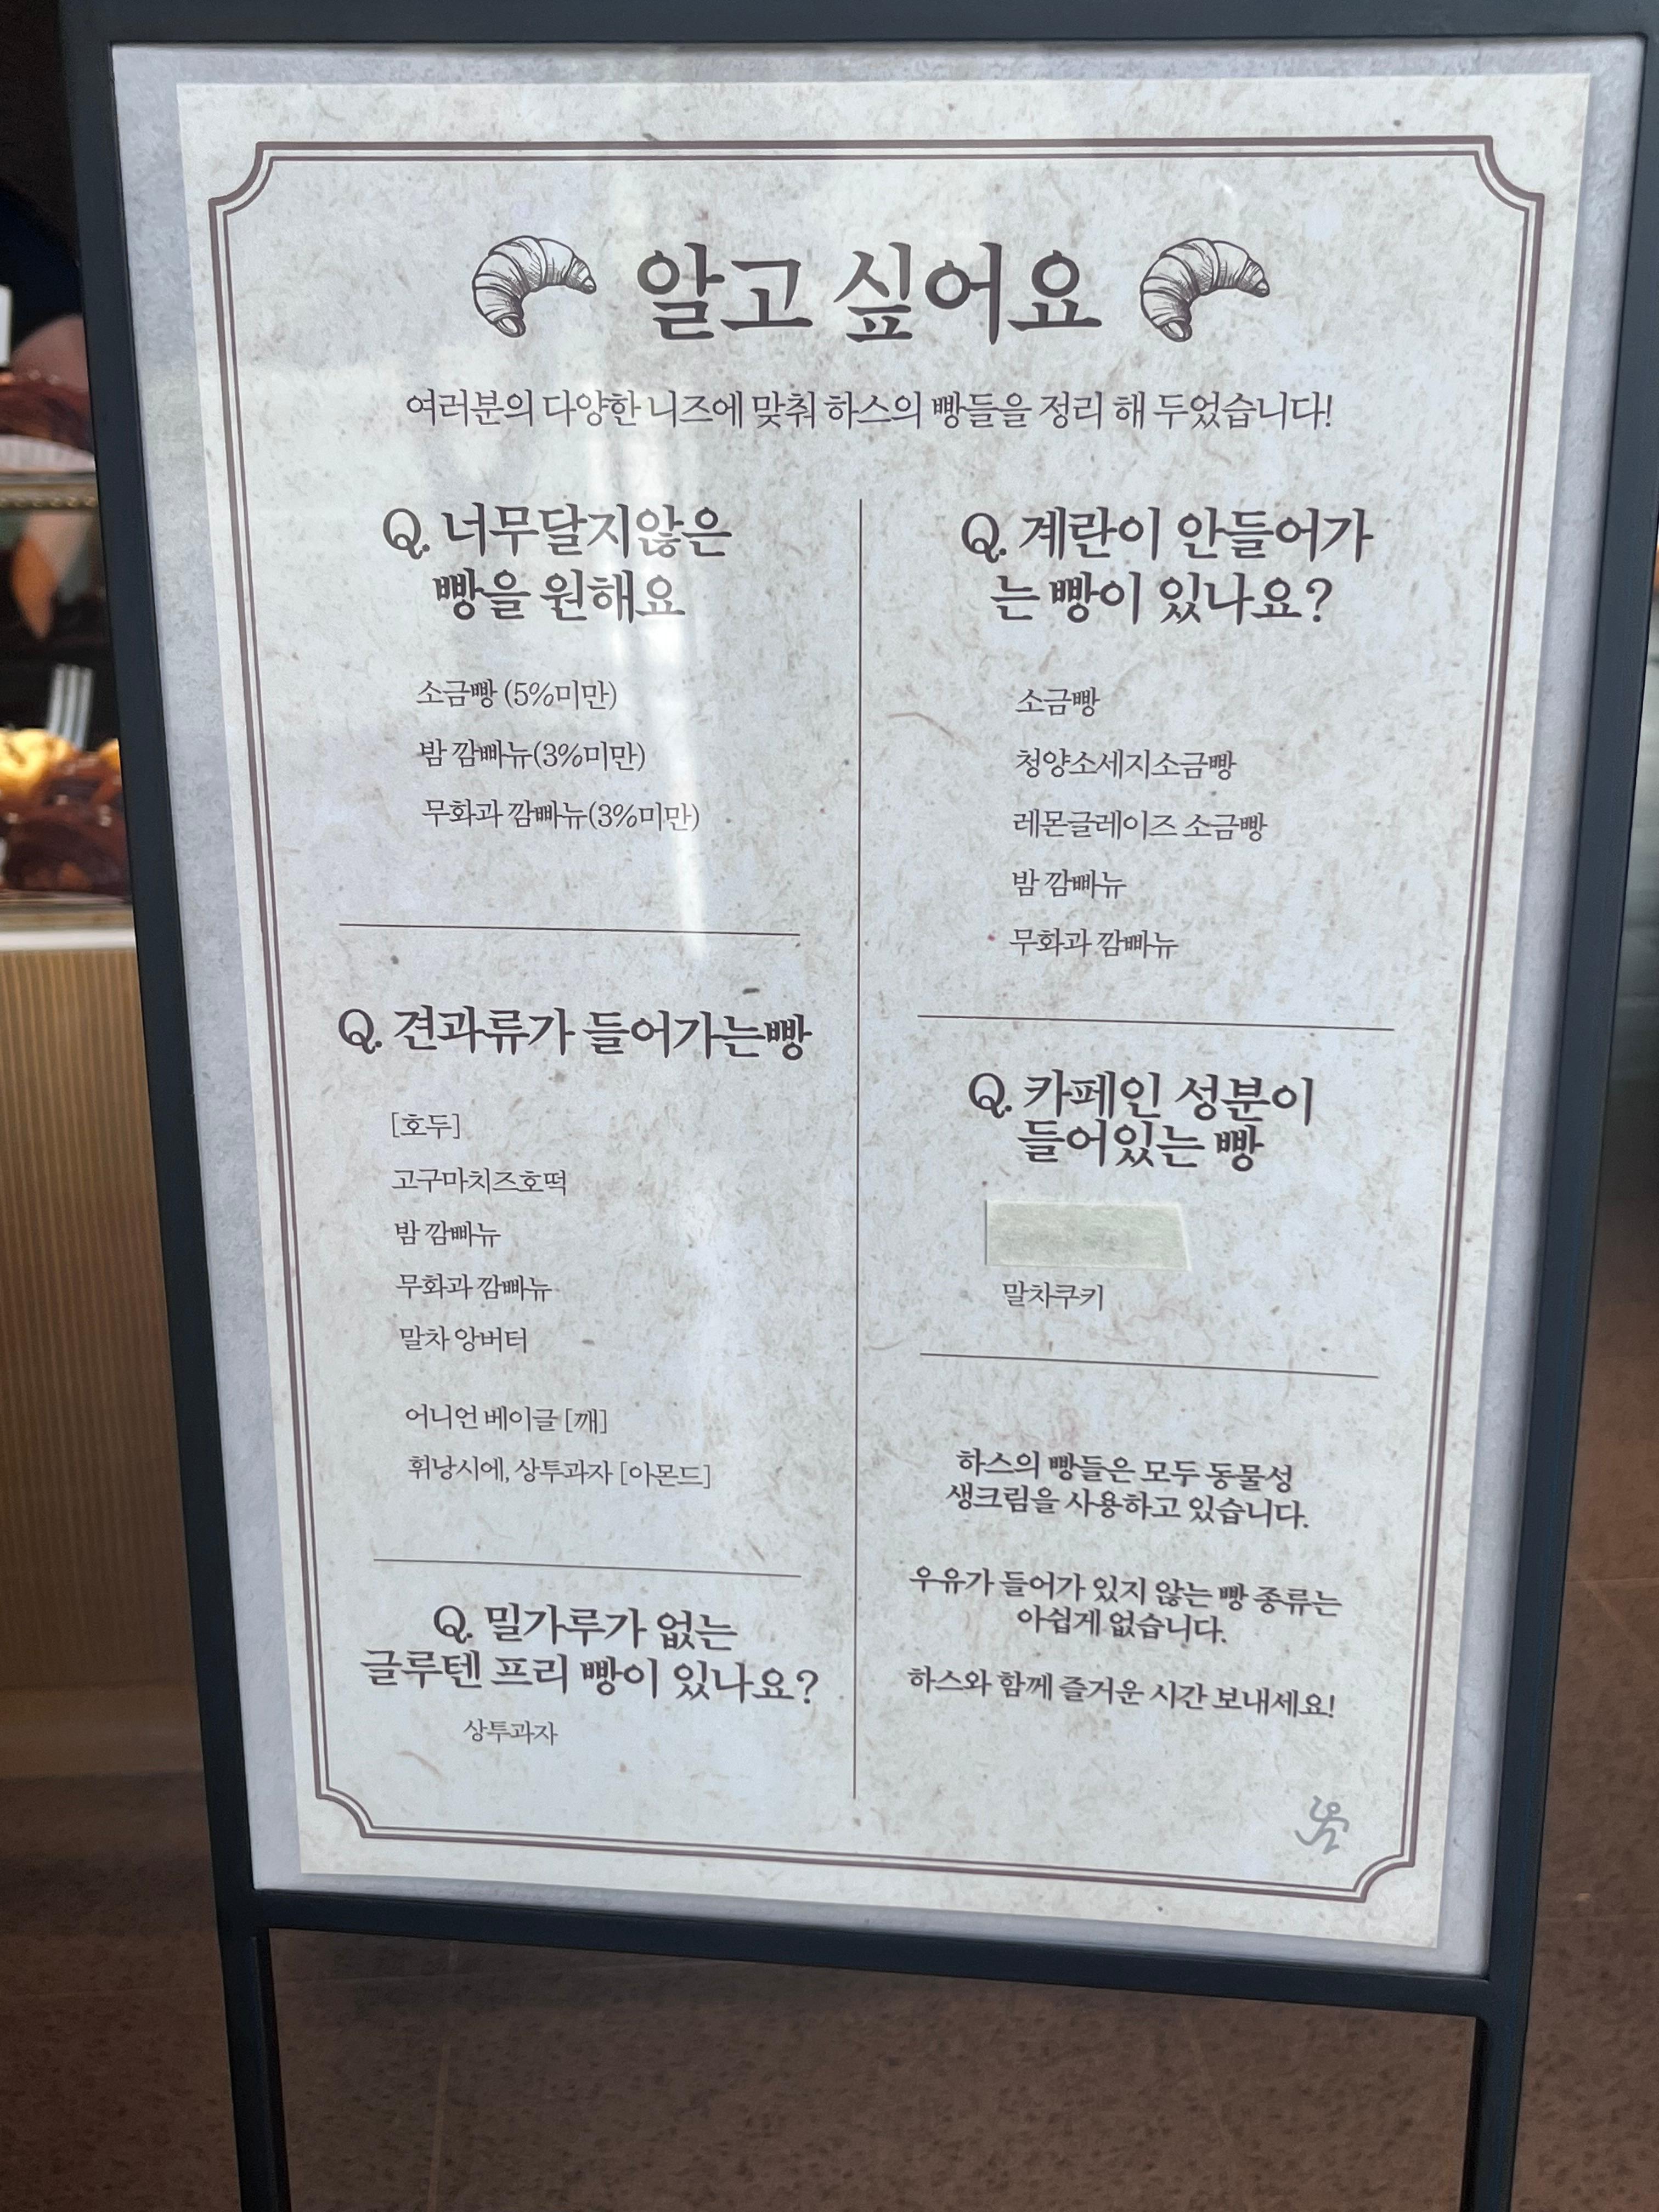 알고 싶어요
여러분의 다양한 니즈에 맞춰 하스의 빵들을 정리 해 두었습니다!
Q. 너무달지않은
빵을 원해요
소금빵 (5%미만)
밤 깜빠뉴(3%미만)
무화과 깜빠뉴(3%미만)
Q. 견과류가 들어가는빵
[호두]
고구마치즈호떡
밤 깜빠뉴
무화과 깜빠뉴
말차 앙버터
어니언 베이글 [깨]
휘낭시에, 상투과자 [아몬드]
Q. 밀가루가 없는
글루텐 프리 빵이 있나요?
상투과자
Q. 계란이 안들어가
는 빵이 있나요?
소금빵
청양소세지소금빵
레몬글레이즈 소금빵
밤 깜빠뉴
무화과 깜빠뉴
Q. 카페인 성분이
들어있는 빵
말차쿠키
하스의 빵들은 모두 동물성
생크림을 사용하고 있습니다.
우유가 들어가 있지 않는 빵 종류는
아쉽게 없습니다.
하스와 함께 즐거운 시간 보내세요!